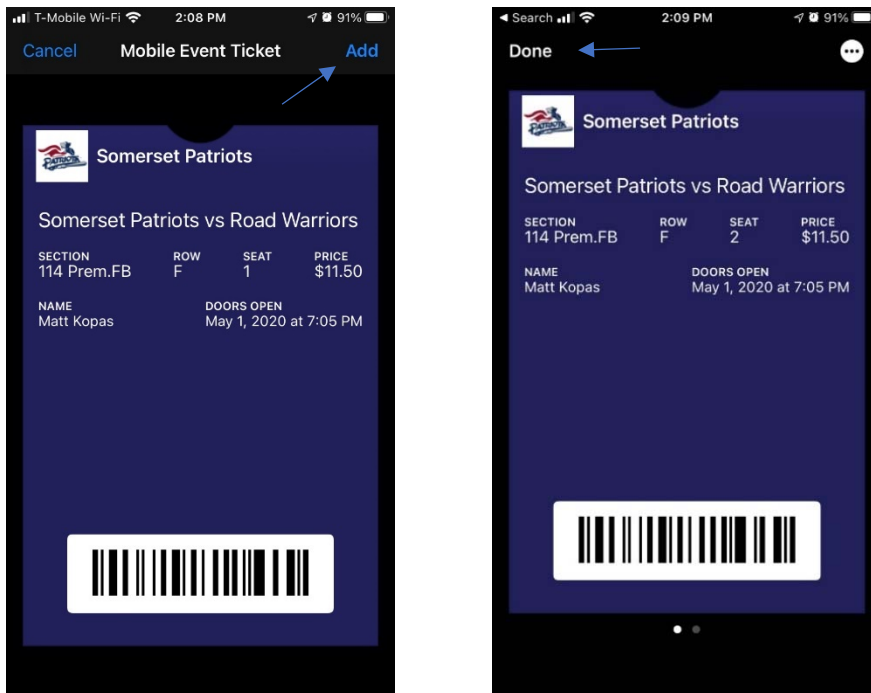 T-Mobile Wi-Fi 2:08 PM 91%
Cancel Mobile Event Ticket Add
PATRIOTS
Somerset Patriots
Somerset Patriots vs Road Warriors
SECTION ROW SEAT PRICE
114 Prem.FB F 1 $11.50
NAME DOORS OPEN
Matt Kopas May 1, 2020 at 7:05 PM
Search 2:09 PM 91%
Done
PATRIOTS
Somerset Patriots
Somerset Patriots vs Road Warriors
SECTION ROW SEAT PRICE
114 Prem.FB F 2 $11.50
NAME DOORS OPEN
Matt Kopas May 1, 2020 at 7:05 PM